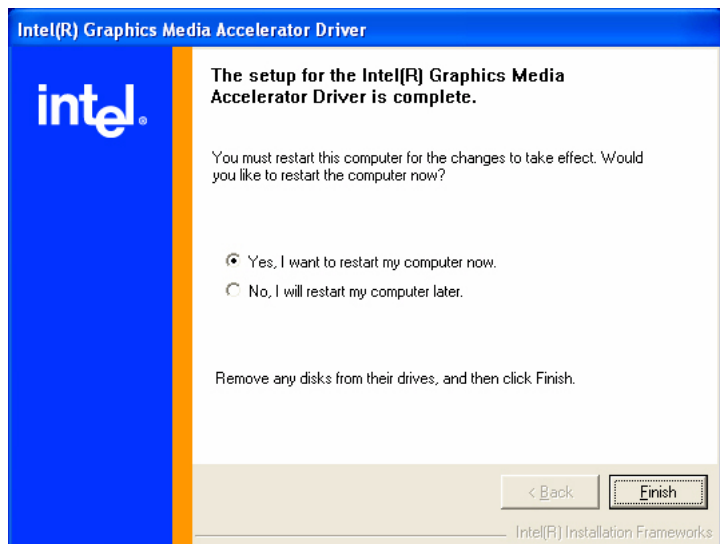 Intel(R) Graphics Media Accelerator Driver
intel®
The setup for the Intel(R) Graphics Media
Accelerator Driver is complete.
You must restart this computer for the changes to take effect. Would
you like to restart the computer now?
Yes, I want to restart my computer now.
No, I will restart my computer later.
Remove any disks from their drives, and then click Finish.
< Back
Finish
Intel(R) Installation Frameworks